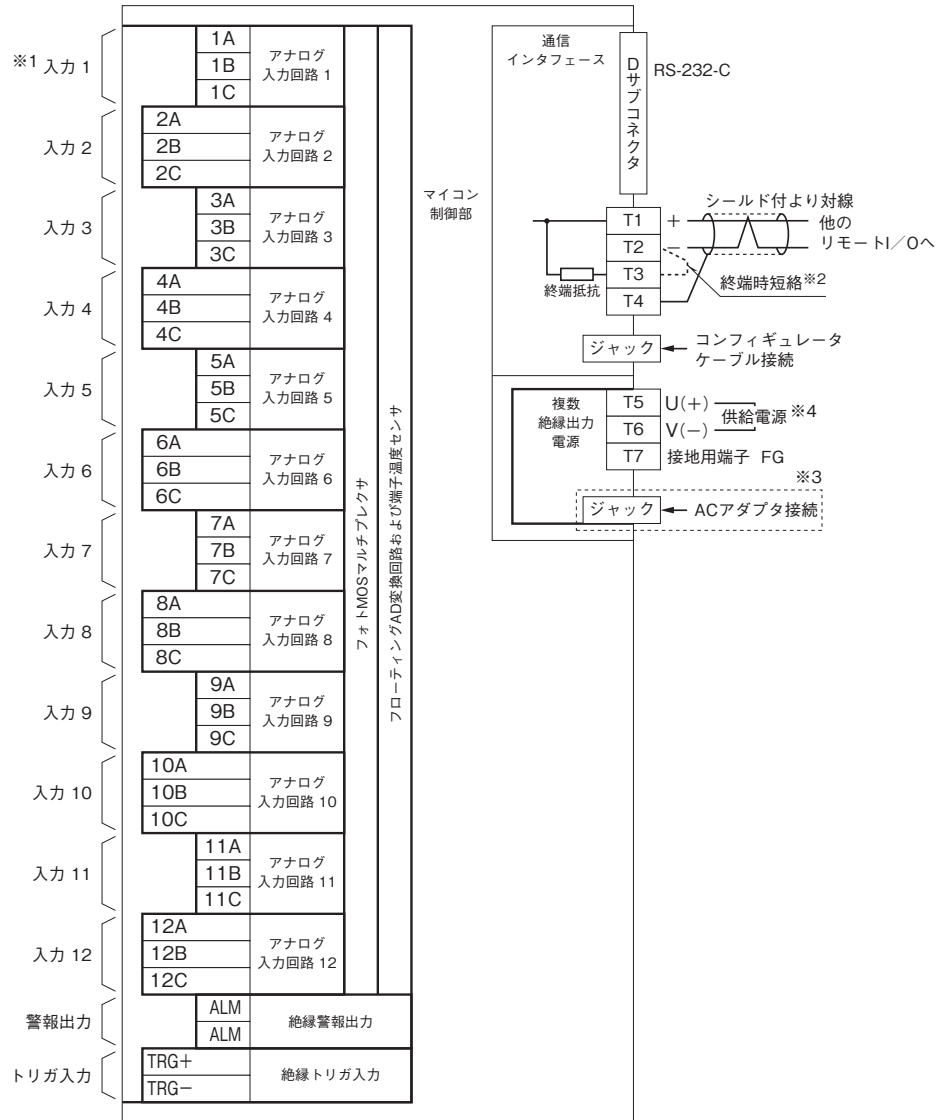 ※1 入力 1
1A
1B
1C
アナログ
入力回路 1
入力 2
2A
2B
2C
アナログ
入力回路 2
入力 3
3A
3B
3C
アナログ
入力回路 3
入力 4
4A
4B
4C
アナログ
入力回路 4
入力 5
5A
5B
5C
アナログ
入力回路 5
入力 6
6A
6B
6C
アナログ
入力回路 6
入力 7
7A
7B
7C
アナログ
入力回路 7
入力 8
8A
8B
8C
アナログ
入力回路 8
入力 9
9A
9B
9C
アナログ
入力回路 9
入力 10
10A
10B
10C
アナログ
入力回路 10
入力 11
11A
11B
11C
アナログ
入力回路 11
入力 12
12A
12B
12C
アナログ
入力回路 12
警報出力
ALM
ALM
絶縁警報出力
トリガ入力
TRG+
TRG−
絶縁トリガ入力
フォトMOSマルチプレクサ
フローティングAD変換回路および端子温度センサ
マイコン
制御部
通信
インタフェース
Dサブコネクタ
RS-232-C
シールド付より対線
T1
+
他の
リモートI/Oへ
T2
−
T3
終端抵抗
終端時短絡※2
T4
ジャック
コンフィギュレータ
ケーブル接続
複数
絶縁出力
電源
T5
U(+)
供給電源※4
T6
V(−)
T7
接地用端子 FG
※3
ジャック
ACアダプタ接続